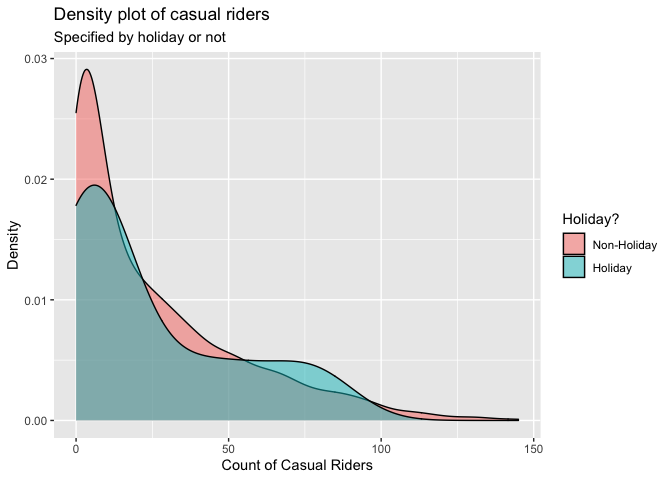 Density plot of casual riders
Specified by holiday or not
0.03
0.02
0.01
0.00
Density
0
50
100
150
Count of Casual Riders
Holiday?
Non-Holiday
Holiday